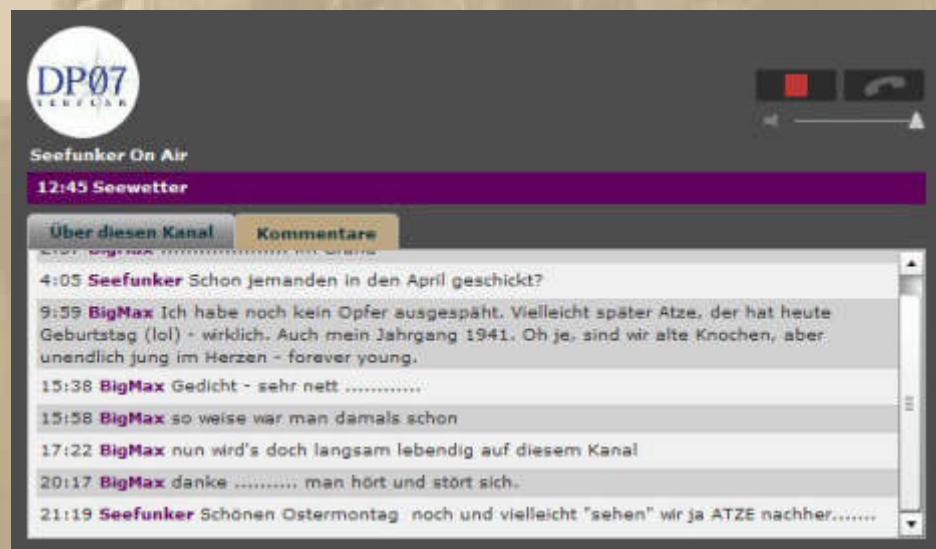 DP07
SEEFUNK
Seefunker On Air
12:45 Seewetter
Über diesen Kanal
Kommentare
2:37 BigMax .................... im Grund
4:05 Seefunker Schon jemanden in den April geschickt?
9:59 BigMax Ich habe noch kein Opfer ausgespäht. Vielleicht später Atze, der hat heute
Geburtstag (lol) - wirklich. Auch mein Jahrgang 1941. Oh je, sind wir alte Knochen, aber
unendlich jung im Herzen - forever young.
15:38 BigMax Gedicht - sehr nett ............
15:58 BigMax so weise war man damals schon
17:22 BigMax nun wird's doch langsam lebendig auf diesem Kanal
20:17 BigMax danke .......... man hört und stört sich.
21:19 Seefunker Schönen Ostermontag  noch und vielleicht "sehen" wir ja ATZE nachher.......